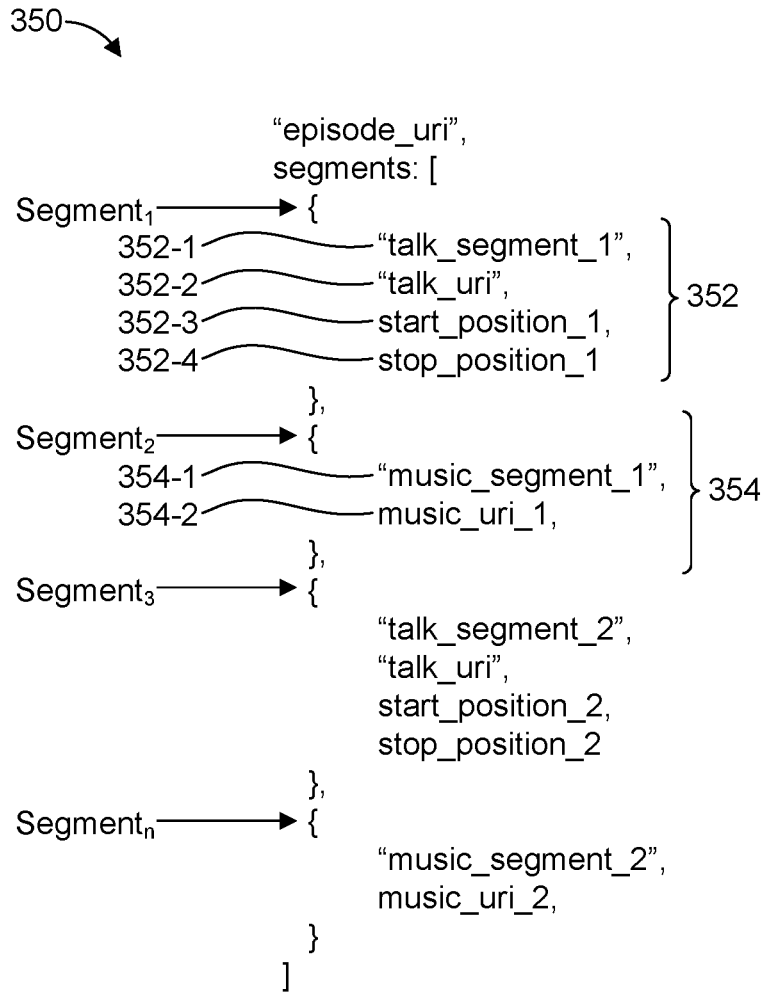 350
“episode_uri”,
segments: [
Segment₁ {
352-1 “talk_segment_1”,
352-2 “talk_uri”,
352-3 start_position_1,
352-4 stop_position_1
352
},
Segment₂ {
354-1 “music_segment_1”,
354-2 music_uri_1,
354
},
Segment₃ {
“talk_segment_2”,
“talk_uri”,
start_position_2,
stop_position_2
},
Segmentₙ {
“music_segment_2”,
music_uri_2,
}
]